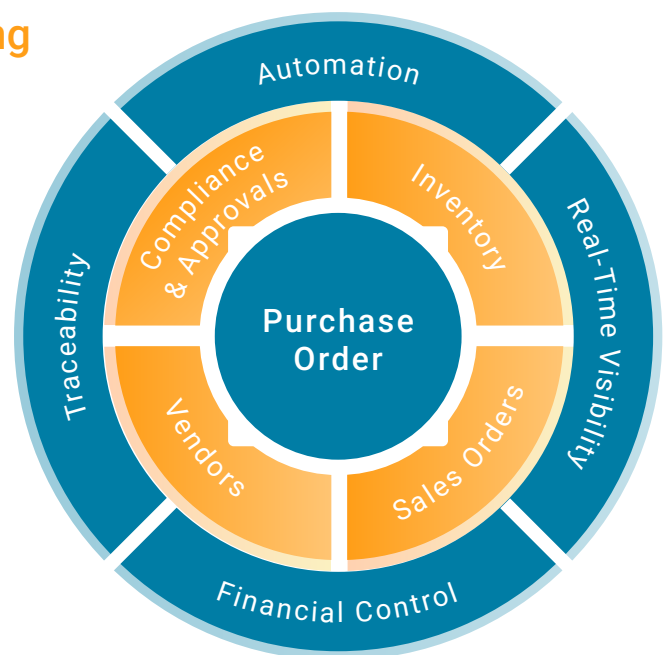 ng
Automation
Compliance
& Approvals
Inventory
Real-Time Visibility
Traceability
Purchase
Order
Vendors
Sales Orders
Financial Control